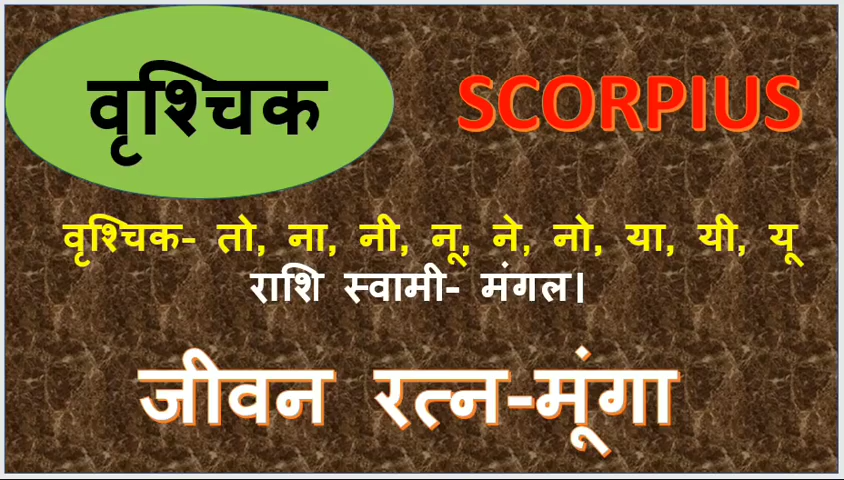 वृश्चिक
SCORPIUS
वृश्चिक- तो, ना, नी, नू, ने, नो, या, यी, यू
राशि स्वामी- मंगल।
जीवन रत्न-मूंगा